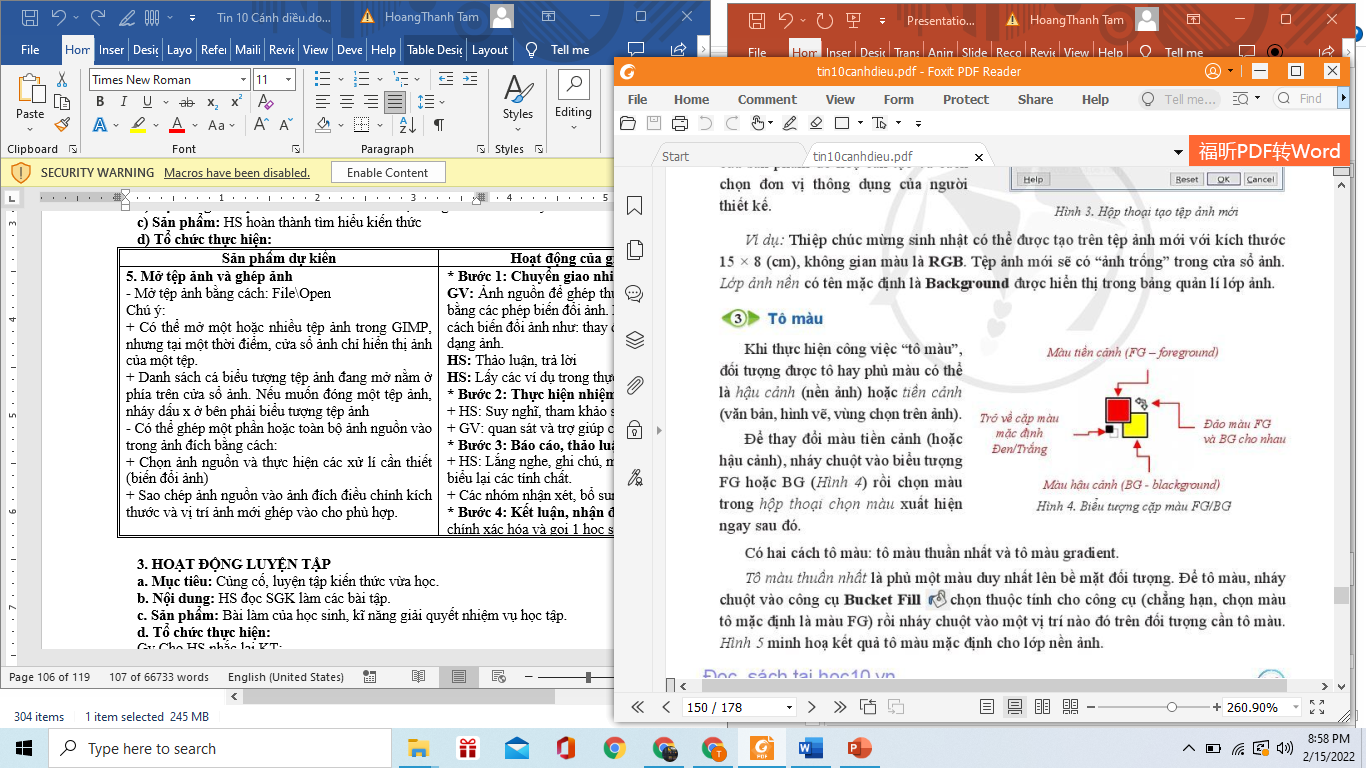 Tin 10 Cánh diều.do...
HoangThanh Tam
Presentatio...
HoangThanh Tam
File
Hom
Inser
Desig
Layo
Refer
Maili
Revie
View
Deve
Help
Table Desig
Layout
Tell me
File
Hom
Inser
Desig
Trans
Anim
Slide
Reco
Revie
View
Help
Tell me
Times New Roman
11
Paste
Styles
Editing
Clipboard
Font
Paragraph
Styles
SECURITY WARNING Macros have been disabled.
Enable Content
c) Sản phẩm: HS hoàn thành tìm hiểu kiến thức
d) Tổ chức thực hiện:
Sản phẩm dự kiến
Hoạt động của g
5. Mở tệp ảnh và ghép ảnh
- Mở tệp ảnh bằng cách: File\Open
Chú ý:
+ Có thể mở một hoặc nhiều tệp ảnh trong GIMP,
nhưng tại một thời điểm, cửa sổ ảnh chỉ hiển thị ảnh
của một tệp.
+ Danh sách cá biểu tượng tệp ảnh đang mở nằm ở
phía trên cửa sổ ảnh. Nếu muốn đóng một tệp ảnh,
nháy dấu x ở bên phải biểu tượng tệp ảnh
- Có thể ghép một phần hoặc toàn bộ ảnh nguồn vào
trong ảnh đích bằng cách:
+ Chọn ảnh nguồn và thực hiện các xử lí cần thiết
(biến đổi ảnh)
+ Sao chép ảnh nguồn vào ảnh đích điều chỉnh kích
thước và vị trí ảnh mới ghép vào cho phù hợp.
* Bước 1: Chuyển giao nhi
GV: Ảnh nguồn để ghép thu
bằng các phép biến đổi ảnh.
cách biến đổi ảnh như: thay
dạng ảnh.
HS: Thảo luận, trả lời
HS: Lấy các ví dụ trong thực
* Bước 2: Thực hiện nhiệm
+ HS: Suy nghĩ, tham khảo s
+ GV: quan sát và trợ giúp c
* Bước 3: Báo cáo, thảo luậ
+ HS: Lắng nghe, ghi chú, m
biểu lại các tính chất.
+ Các nhóm nhận xét, bổ sun
* Bước 4: Kết luận, nhận đ
chính xác hóa và gọi 1 học s
3. HOẠT ĐỘNG LUYỆN TẬP
a. Mục tiêu: Củng cố, luyện tập kiến thức vừa học.
b. Nội dung: HS đọc SGK làm các bài tập.
c. Sản phẩm: Bài làm của học sinh, kĩ năng giải quyết nhiệm vụ học tập.
d. Tổ chức thực hiện:
Gv Cho HS nhắc lại KT:
Page 106 of 119
107 of 66733 words
English (United States)
304 items
1 item selected 245 MB
tin10canhdieu.pdf - Foxit PDF Reader
File
Home
Comment
View
Form
Protect
Share
Help
Tell me...
Find
Start
tin10canhdieu.pdf
福昕PDF转Word
chọn đơn vị thông dụng của người
thiết kế.
Help
Reset
OK
Cancel
Hình 3. Hộp thoại tạo tệp ảnh mới
Ví dụ: Thiệp chúc mừng sinh nhật có thể được tạo trên tệp ảnh mới với kích thước
15 × 8 (cm), không gian màu là RGB. Tệp ảnh mới sẽ có “ảnh trống” trong cửa sổ ảnh.
Lớp ảnh nền có tên mặc định là Background được hiển thị trong bảng quản lí lớp ảnh.
3 Tô màu
Khi thực hiện công việc “tô màu”,
đối tượng được tô hay phủ màu có thể
là hậu cảnh (nền ảnh) hoặc tiền cảnh
(văn bản, hình vẽ, vùng chọn trên ảnh).
Để thay đổi màu tiền cảnh (hoặc
hậu cảnh), nháy chuột vào biểu tượng
FG hoặc BG (Hình 4) rồi chọn màu
trong hộp thoại chọn màu xuất hiện
ngay sau đó.
Màu tiền cảnh (FG – foreground)
Trở về cặp màu
mặc định
Đen/Trắng
Đảo màu FG
và BG cho nhau
Màu hậu cảnh (BG - blackground)
Hình 4. Biểu tượng cặp màu FG/BG
Có hai cách tô màu: tô màu thuần nhất và tô màu gradient.
Tô màu thuần nhất là phủ một màu duy nhất lên bề mặt đối tượng. Để tô màu, nháy
chuột vào công cụ Bucket Fill chọn thuộc tính cho công cụ (chẳng hạn, chọn màu
tô mặc định là màu FG) rồi nháy chuột vào một vị trí nào đó trên đối tượng cần tô màu.
Hình 5 minh hoạ kết quả tô màu mặc định cho lớp nền ảnh.
Đọc sách tại hoc10.vn
150 / 178
260.90%
Type here to search
8:58 PM
2/15/2022